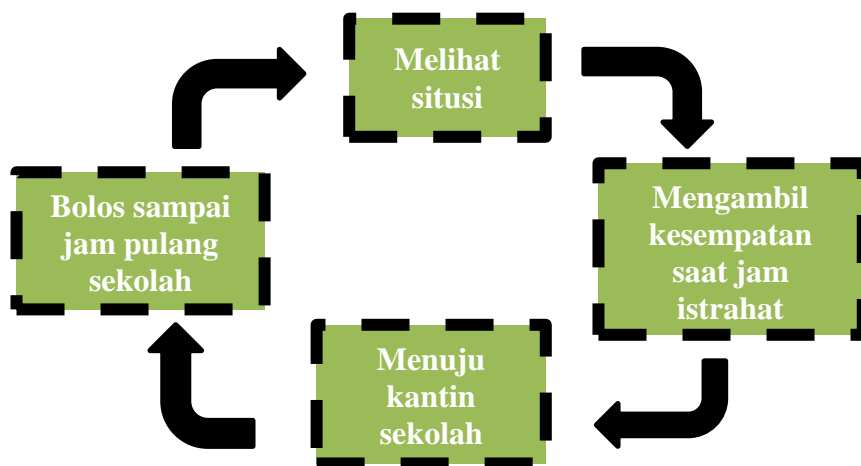 Melihat
situsi
Mengambil
kesempatan
saat jam
istrahat
Menuju
kantin
sekolah
Bolos sampai
jam pulang
sekolah